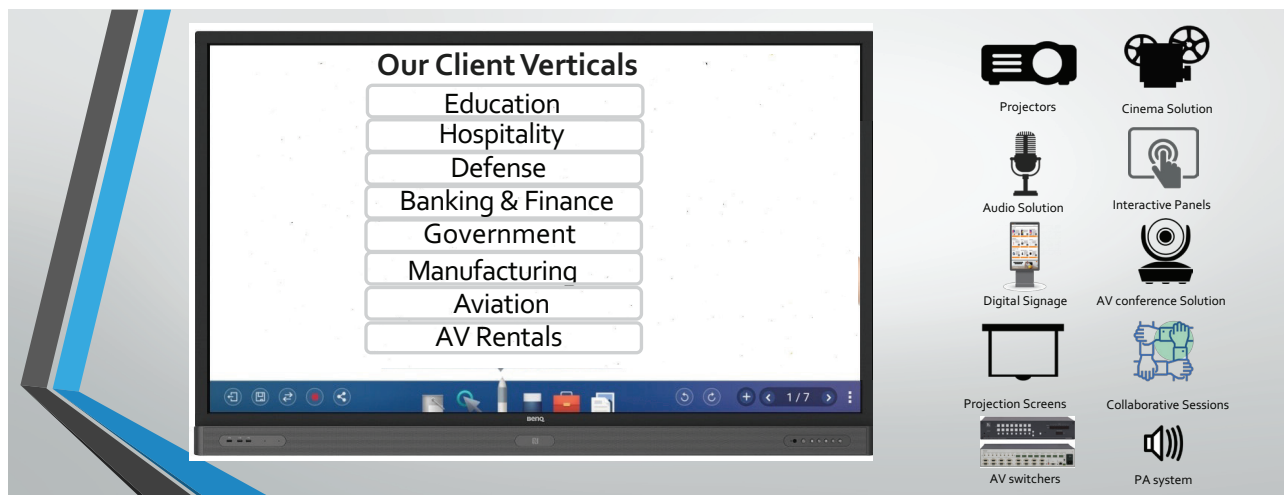 Our Client Verticals
Education
Hospitality
Defense
Banking & Finance
Government
Manufacturing
Aviation
AV Rentals
1 / 7
BenQ
Projectors
Cinema Solution
Audio Solution
Interactive Panels
Digital Signage
AV conference Solution
Projection Screens
Collaborative Sessions
AV switchers
PA system